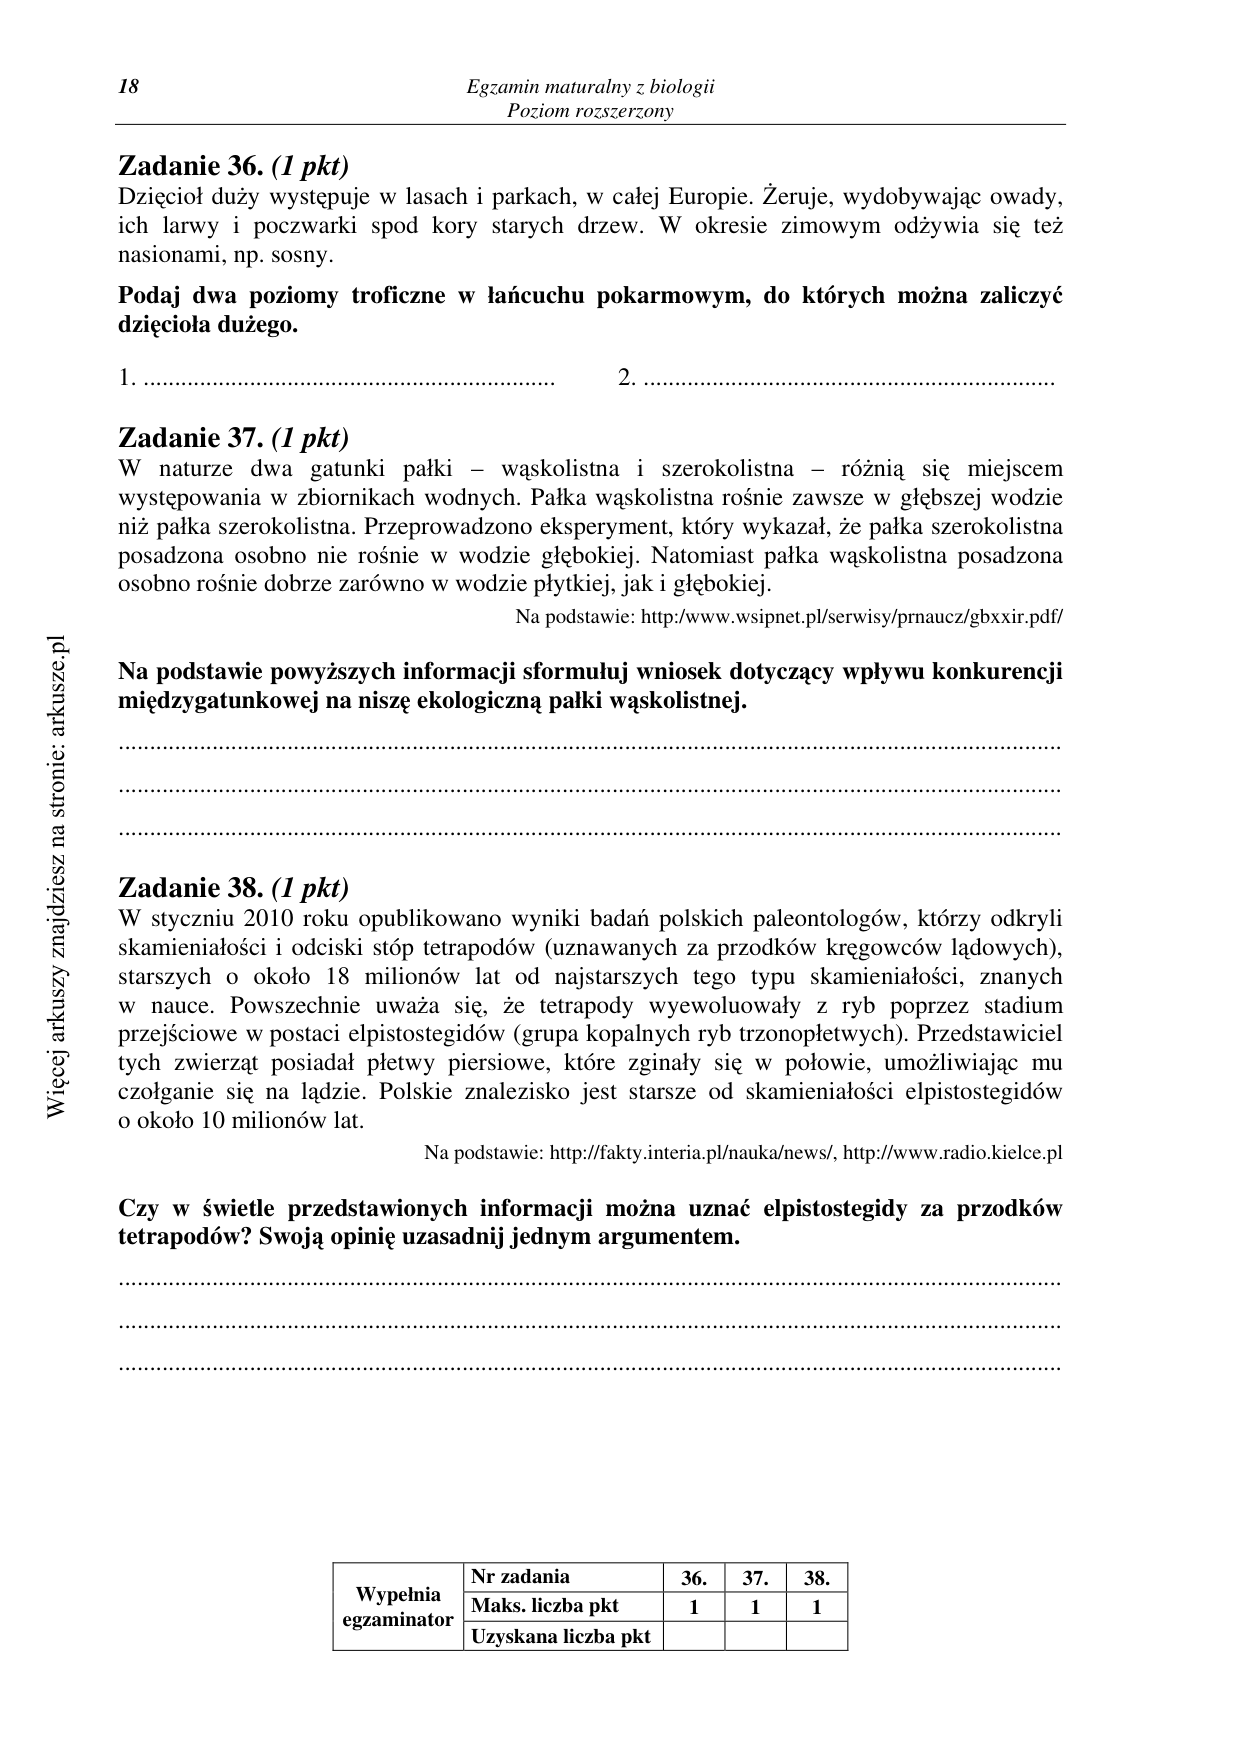 18
Egzamin maturalny z biologii
Poziom rozszerzony
Zadanie 36. (1 pkt)
Dzięcioł duży występuje w lasach i parkach, w całej Europie. Żeruje, wydobywając owady,
ich larwy i poczwarki spod kory starych drzew. W okresie zimowym odżywia się też
nasionami, np. sosny.
Podaj dwa poziomy troficzne w łańcuchu pokarmowym, do których można zaliczyć
dzięcioła dużego.
1. .................................................................. 2. ..................................................................
Zadanie 37. (1 pkt)
W naturze dwa gatunki pałki – wąskolistna i szerokolistna – różnią się miejscem
występowania w zbiornikach wodnych. Pałka wąskolistna rośnie zawsze w głębszej wodzie
niż pałka szerokolistna. Przeprowadzono eksperyment, który wykazał, że pałka szerokolistna
posadzona osobno nie rośnie w wodzie głębokiej. Natomiast pałka wąskolistna posadzona
osobno rośnie dobrze zarówno w wodzie płytkiej, jak i głębokiej.
Na podstawie: http:/www.wsipnet.pl/serwisy/prnaucz/gbxxir.pdf/
Na podstawie powyższych informacji sformułuj wniosek dotyczący wpływu konkurencji
międzygatunkowej na niszę ekologiczną pałki wąskolistnej.
Zadanie 38. (1 pkt)
W styczniu 2010 roku opublikowano wyniki badań polskich paleontologów, którzy odkryli
skamieniałości i odciski stóp tetrapodów (uznawanych za przodków kręgowców lądowych),
starszych o około 18 milionów lat od najstarszych tego typu skamieniałości, znanych
w nauce. Powszechnie uważa się, że tetrapody wyewoluowały z ryb poprzez stadium
przejściowe w postaci elpistostegidów (grupa kopalnych ryb trzonopłetwych). Przedstawiciel
tych zwierząt posiadał płetwy piersiowe, które zginały się w połowie, umożliwiając mu
czołganie się na lądzie. Polskie znalezisko jest starsze od skamieniałości elpistostegidów
o około 10 milionów lat.
Na podstawie: http://fakty.interia.pl/nauka/news/, http://www.radio.kielce.pl
Czy w świetle przedstawionych informacji można uznać elpistostegidy za przodków
tetrapodów? Swoją opinię uzasadnij jednym argumentem.
Wypełnia
egzaminator
Nr zadania 36. 37. 38.
Maks. liczba pkt 1 1 1
Uzyskana liczba pkt
Więcej arkuszy znajdziesz na stronie: arkusze.pl